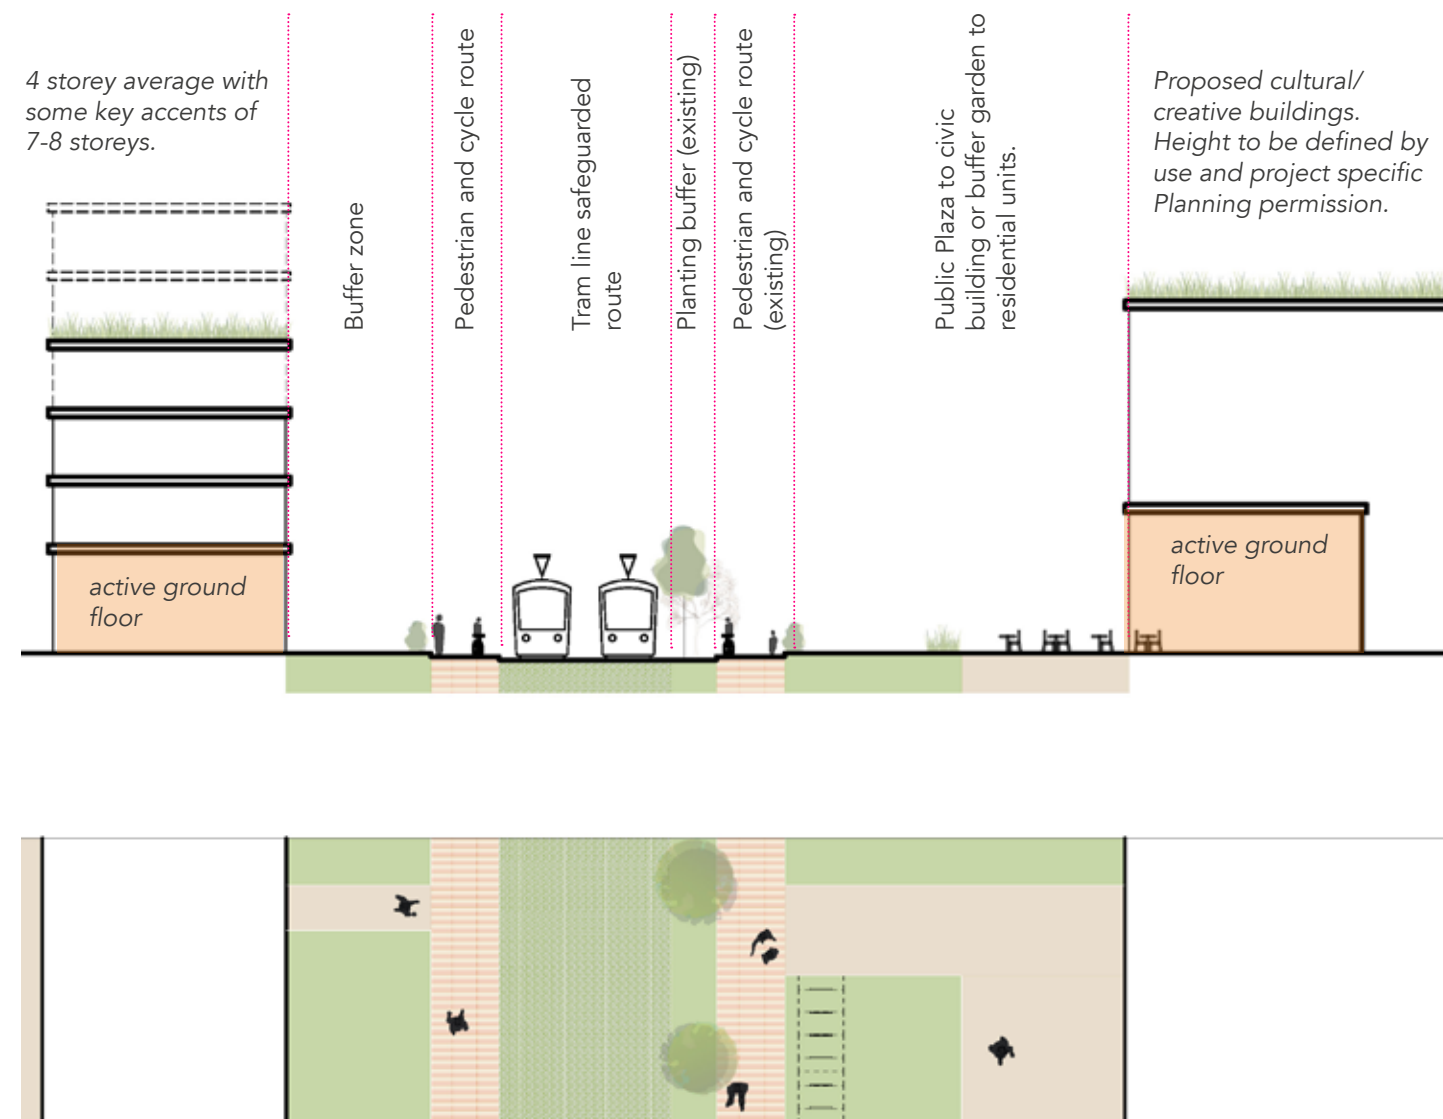 4 storey average with
some key accents of
7-8 storeys.
Buffer zone
Pedestrian and cycle route
Tram line safeguarded
route
Planting buffer (existing)
Pedestrian and cycle route
(existing)
Public Plaza to civic
building or buffer garden to
residential units.
Proposed cultural/
creative buildings.
Height to be defined by
use and project specific
Planning permission.
active ground
floor
active ground
floor